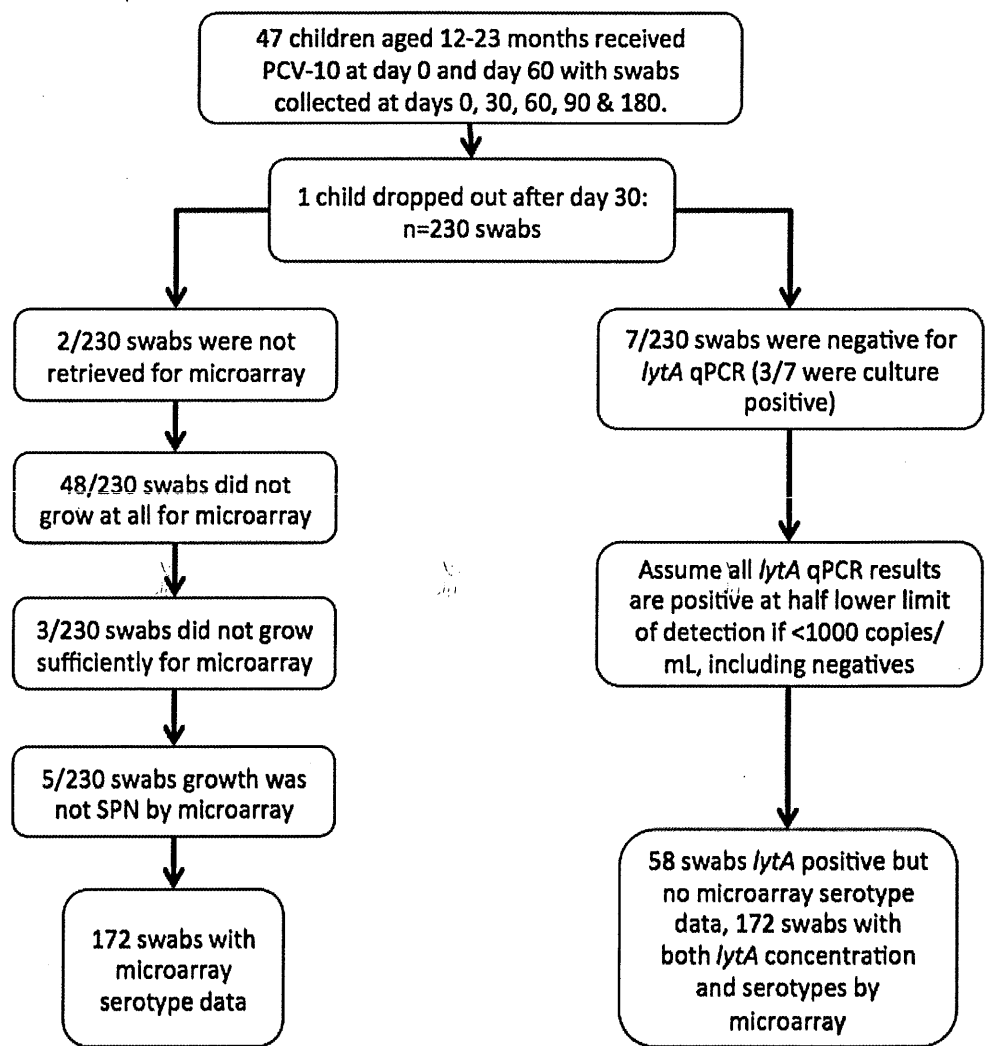 47 children aged 12-23 months received
PCV-10 at day 0 and day 60 with swabs
collected at days 0, 30, 60, 90 & 180.
1 child dropped out after day 30:
n=230 swabs
2/230 swabs were not
retrieved for microarray
48/230 swabs did not
grow at all for microarray
3/230 swabs did not grow
sufficiently for microarray
5/230 swabs growth was
not SPN by microarray
172 swabs with
microarray
serotype data
7/230 swabs were negative for
lytA qPCR (3/7 were culture
positive)
Assume all lytA qPCR results
are positive at half lower limit
of detection if <1000 copies/
mL, including negatives
58 swabs lytA positive but
no microarray serotype
data, 172 swabs with
both lytA concentration
and serotypes by
microarray